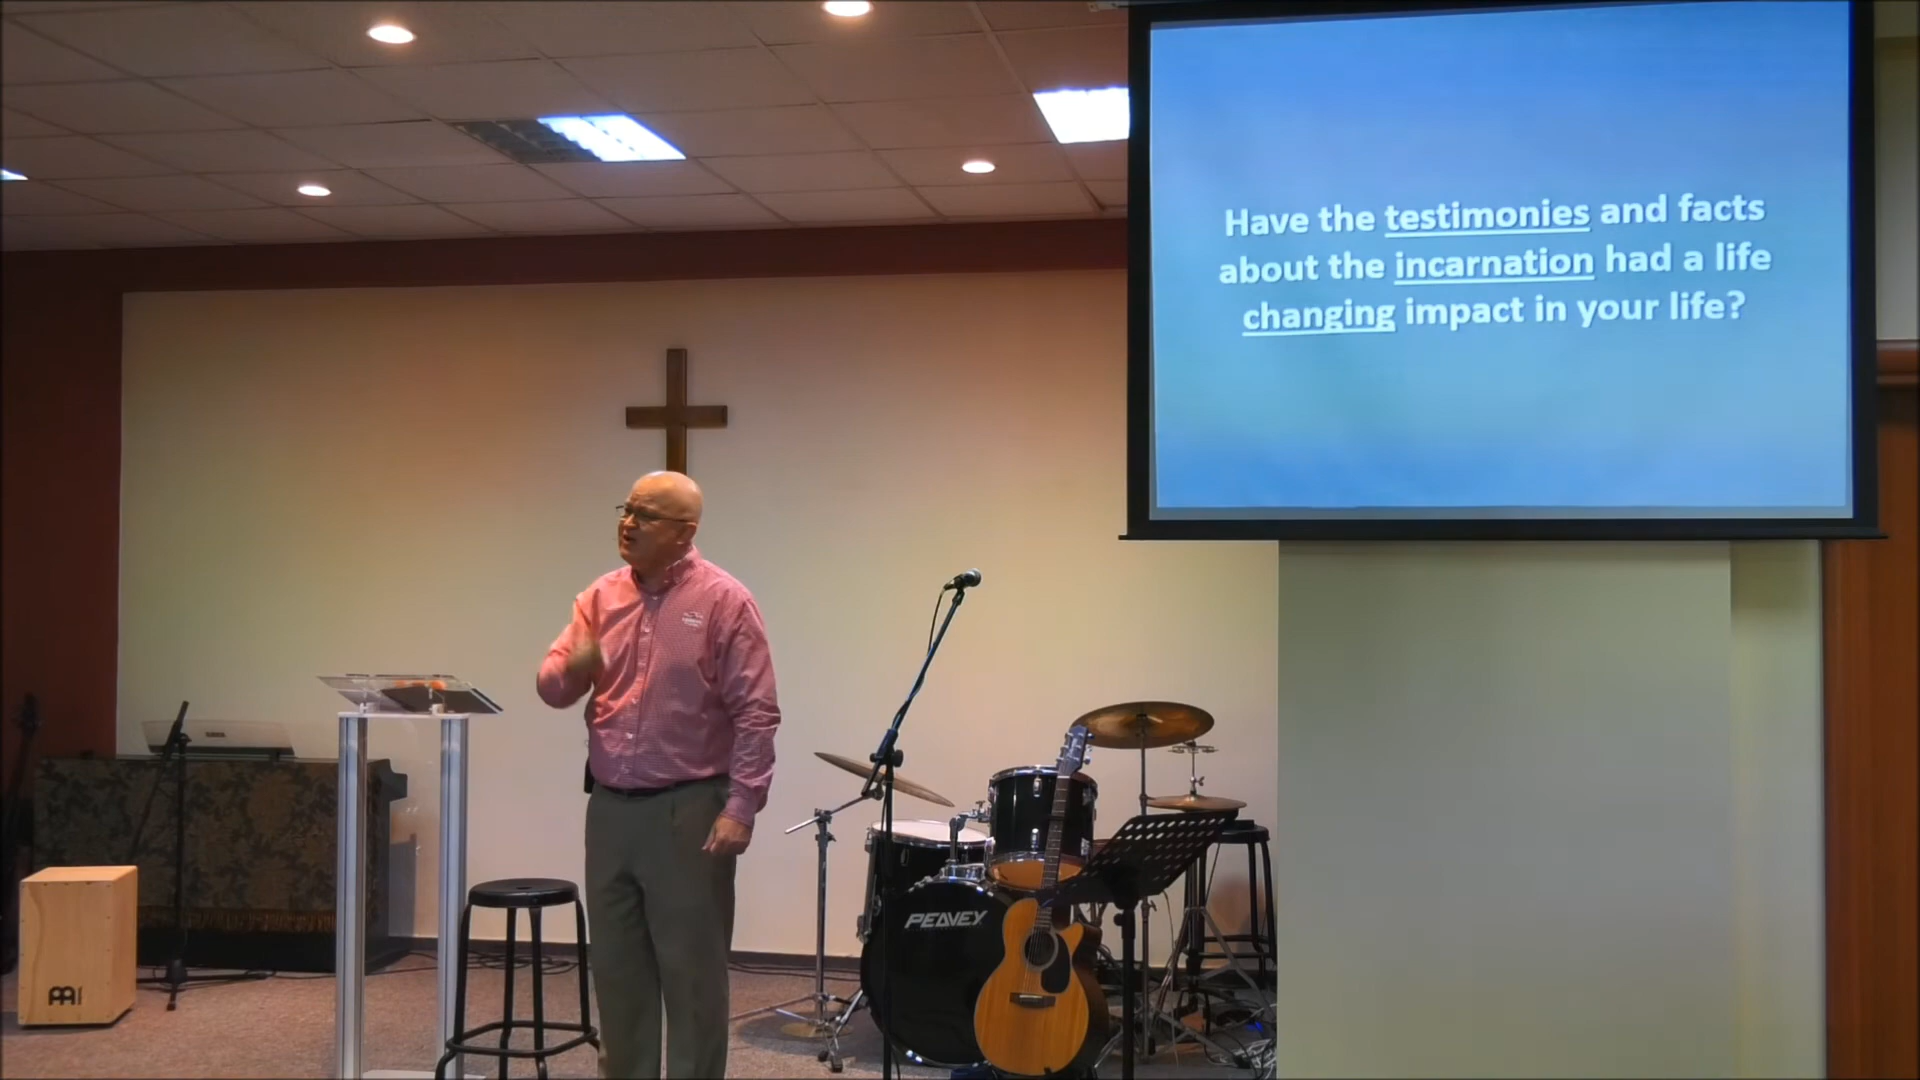 Have the testimonies and facts
about the incarnation had a life
changing impact in your life?
PEAVEY